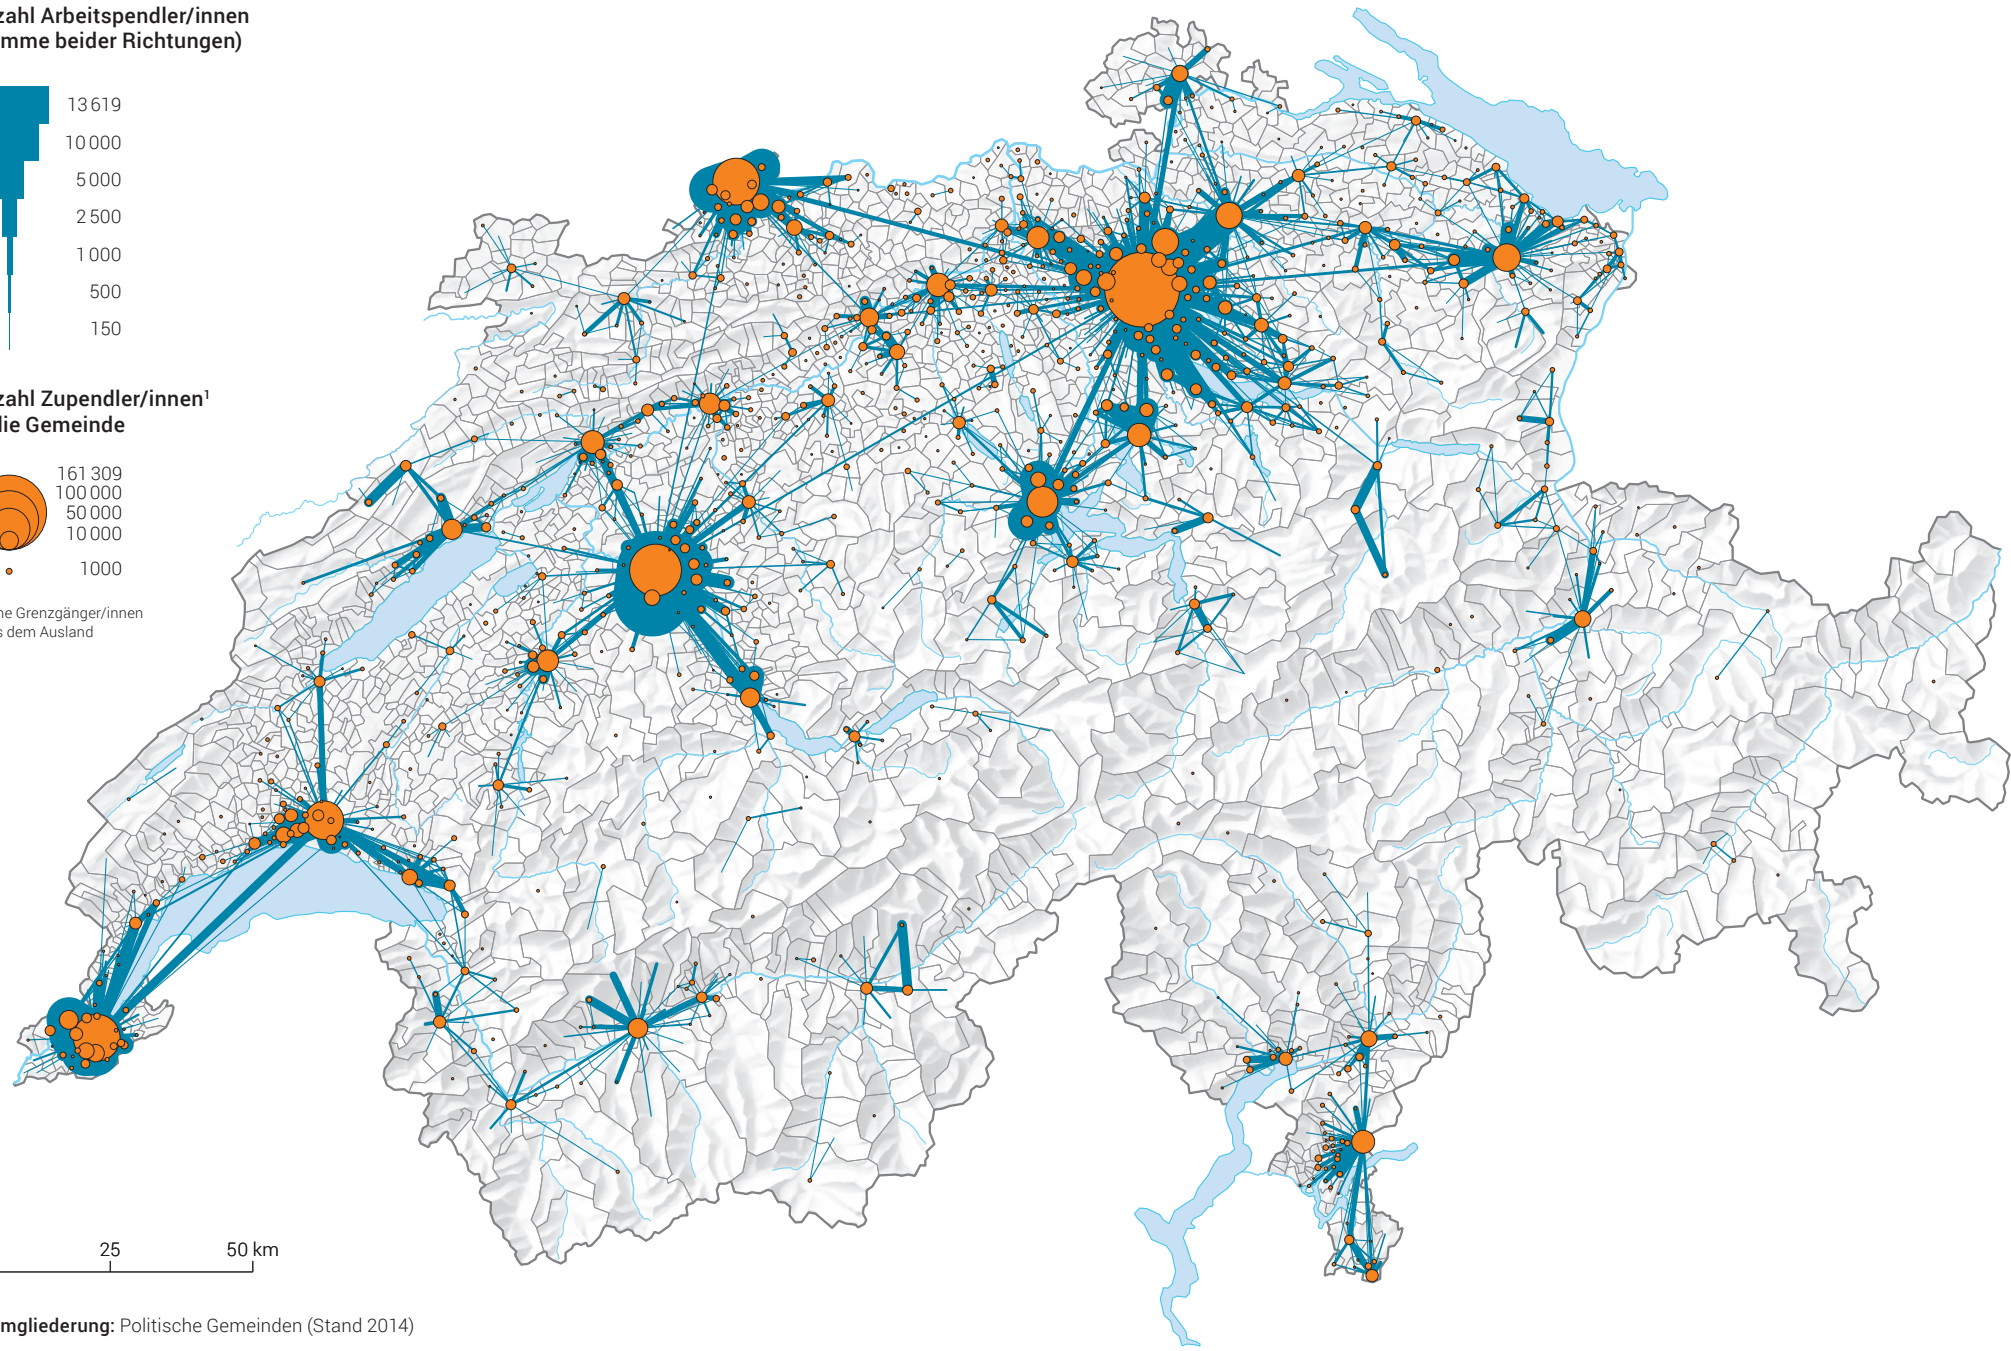 zahl Arbeitspendler/innen
mme beider Richtungen)
13 619
10 000
5 000
2 500
1 000
500
150
zahl Zupendler/innen¹
die Gemeinde
161 309
100 000
50 000
10 000
1000
ne Grenzgänger/innen
s dem Ausland
25 50 km
mgliederung: Politische Gemeinden (Stand 2014)